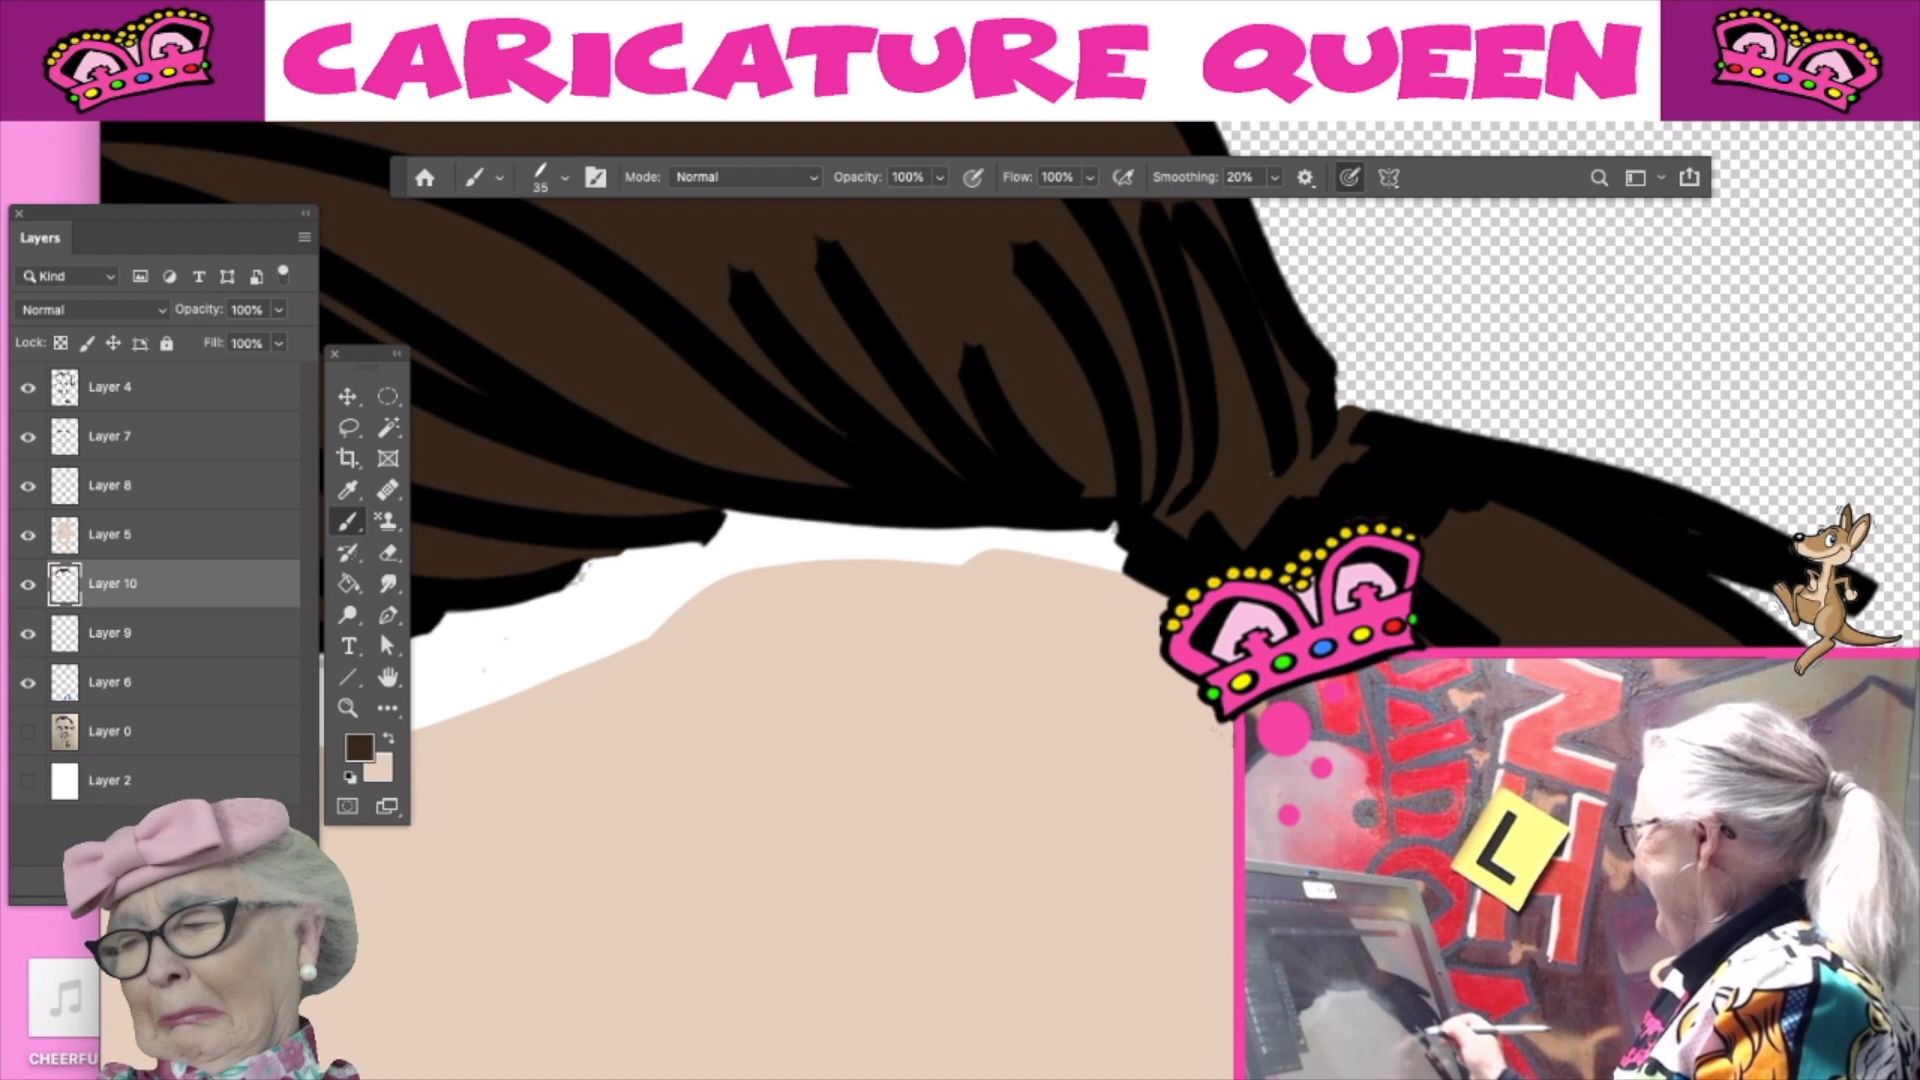 CARICATURE QUEEN
35
Mode: Normal
Opacity: 100%
Flow: 100%
Smoothing: 20%
Layers
Kind
Normal
Opacity: 100%
Lock:
Fill: 100%
Layer 4
Layer 7
Layer 8
Layer 5
Layer 10
Layer 9
Layer 6
Layer 0
Layer 2
L
CHEERFU